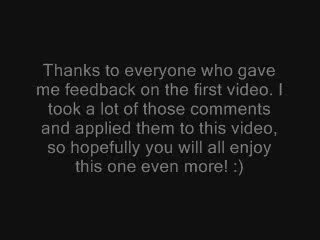 Thanks to everyone who gave
me feedback on the first video. I
took a lot of those comments
and applied them to this video,
so hopefully you will all enjoy
this one even more! :)